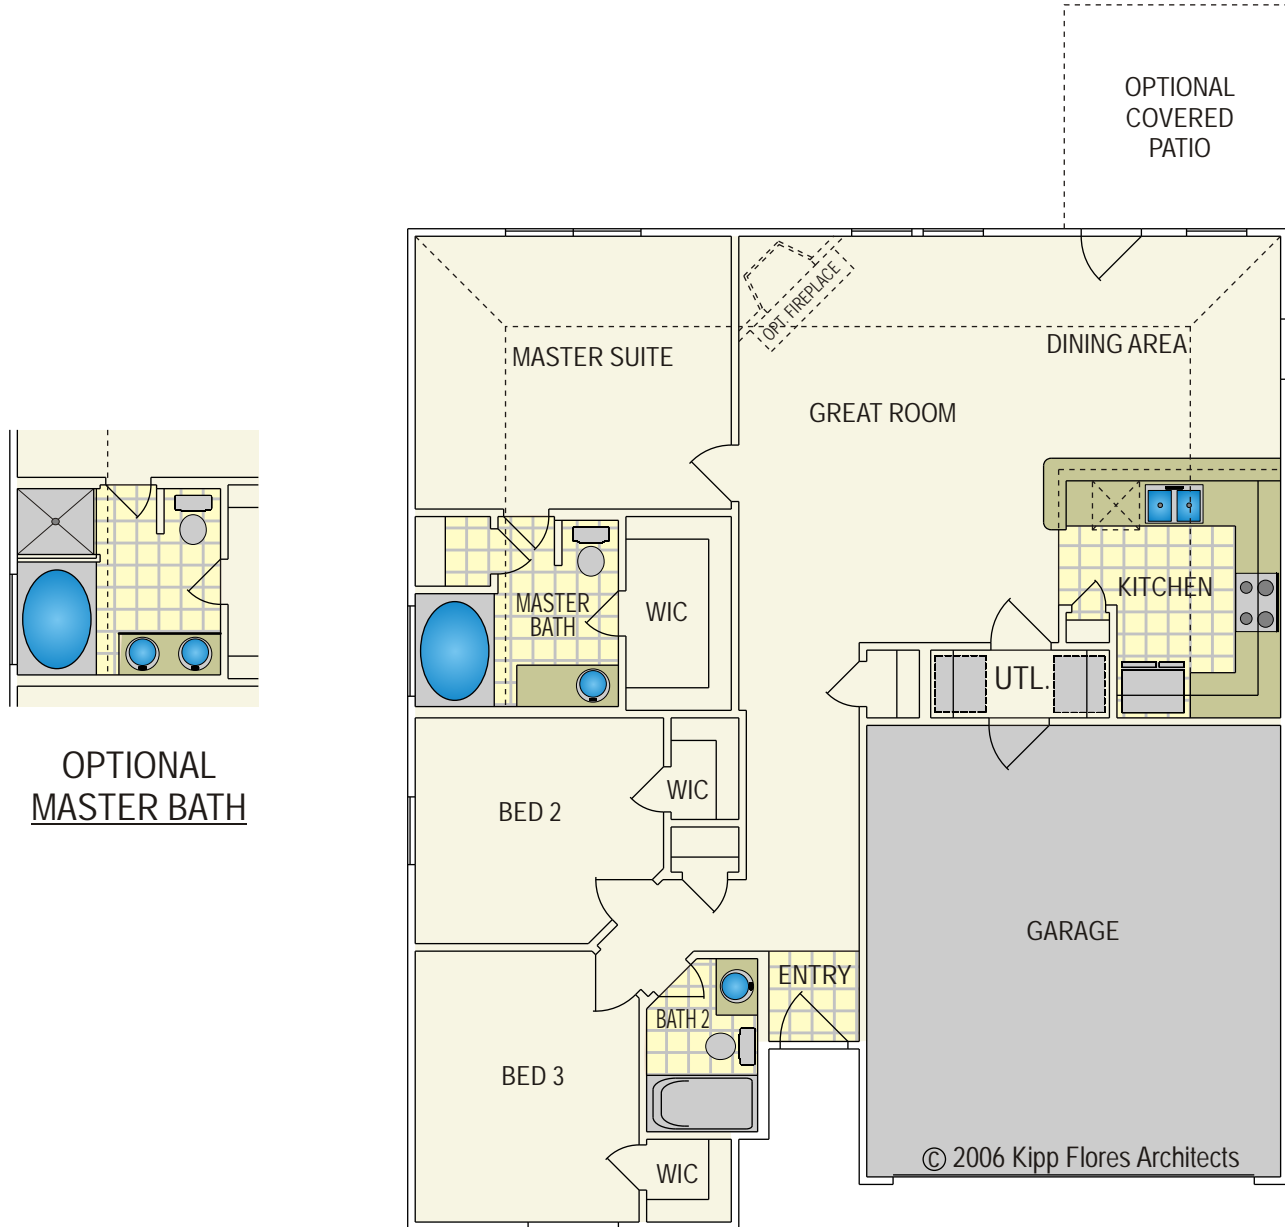 OPTIONAL
COVERED
PATIO
OPT. FIREPLACE
MASTER SUITE
DINING AREA
GREAT ROOM
KITCHEN
MASTER
BATH
WIC
UTL.
OPTIONAL
MASTER BATH
WIC
BED 2
GARAGE
ENTRY
BATH 2
BED 3
© 2006 Kipp Flores Architects
WIC